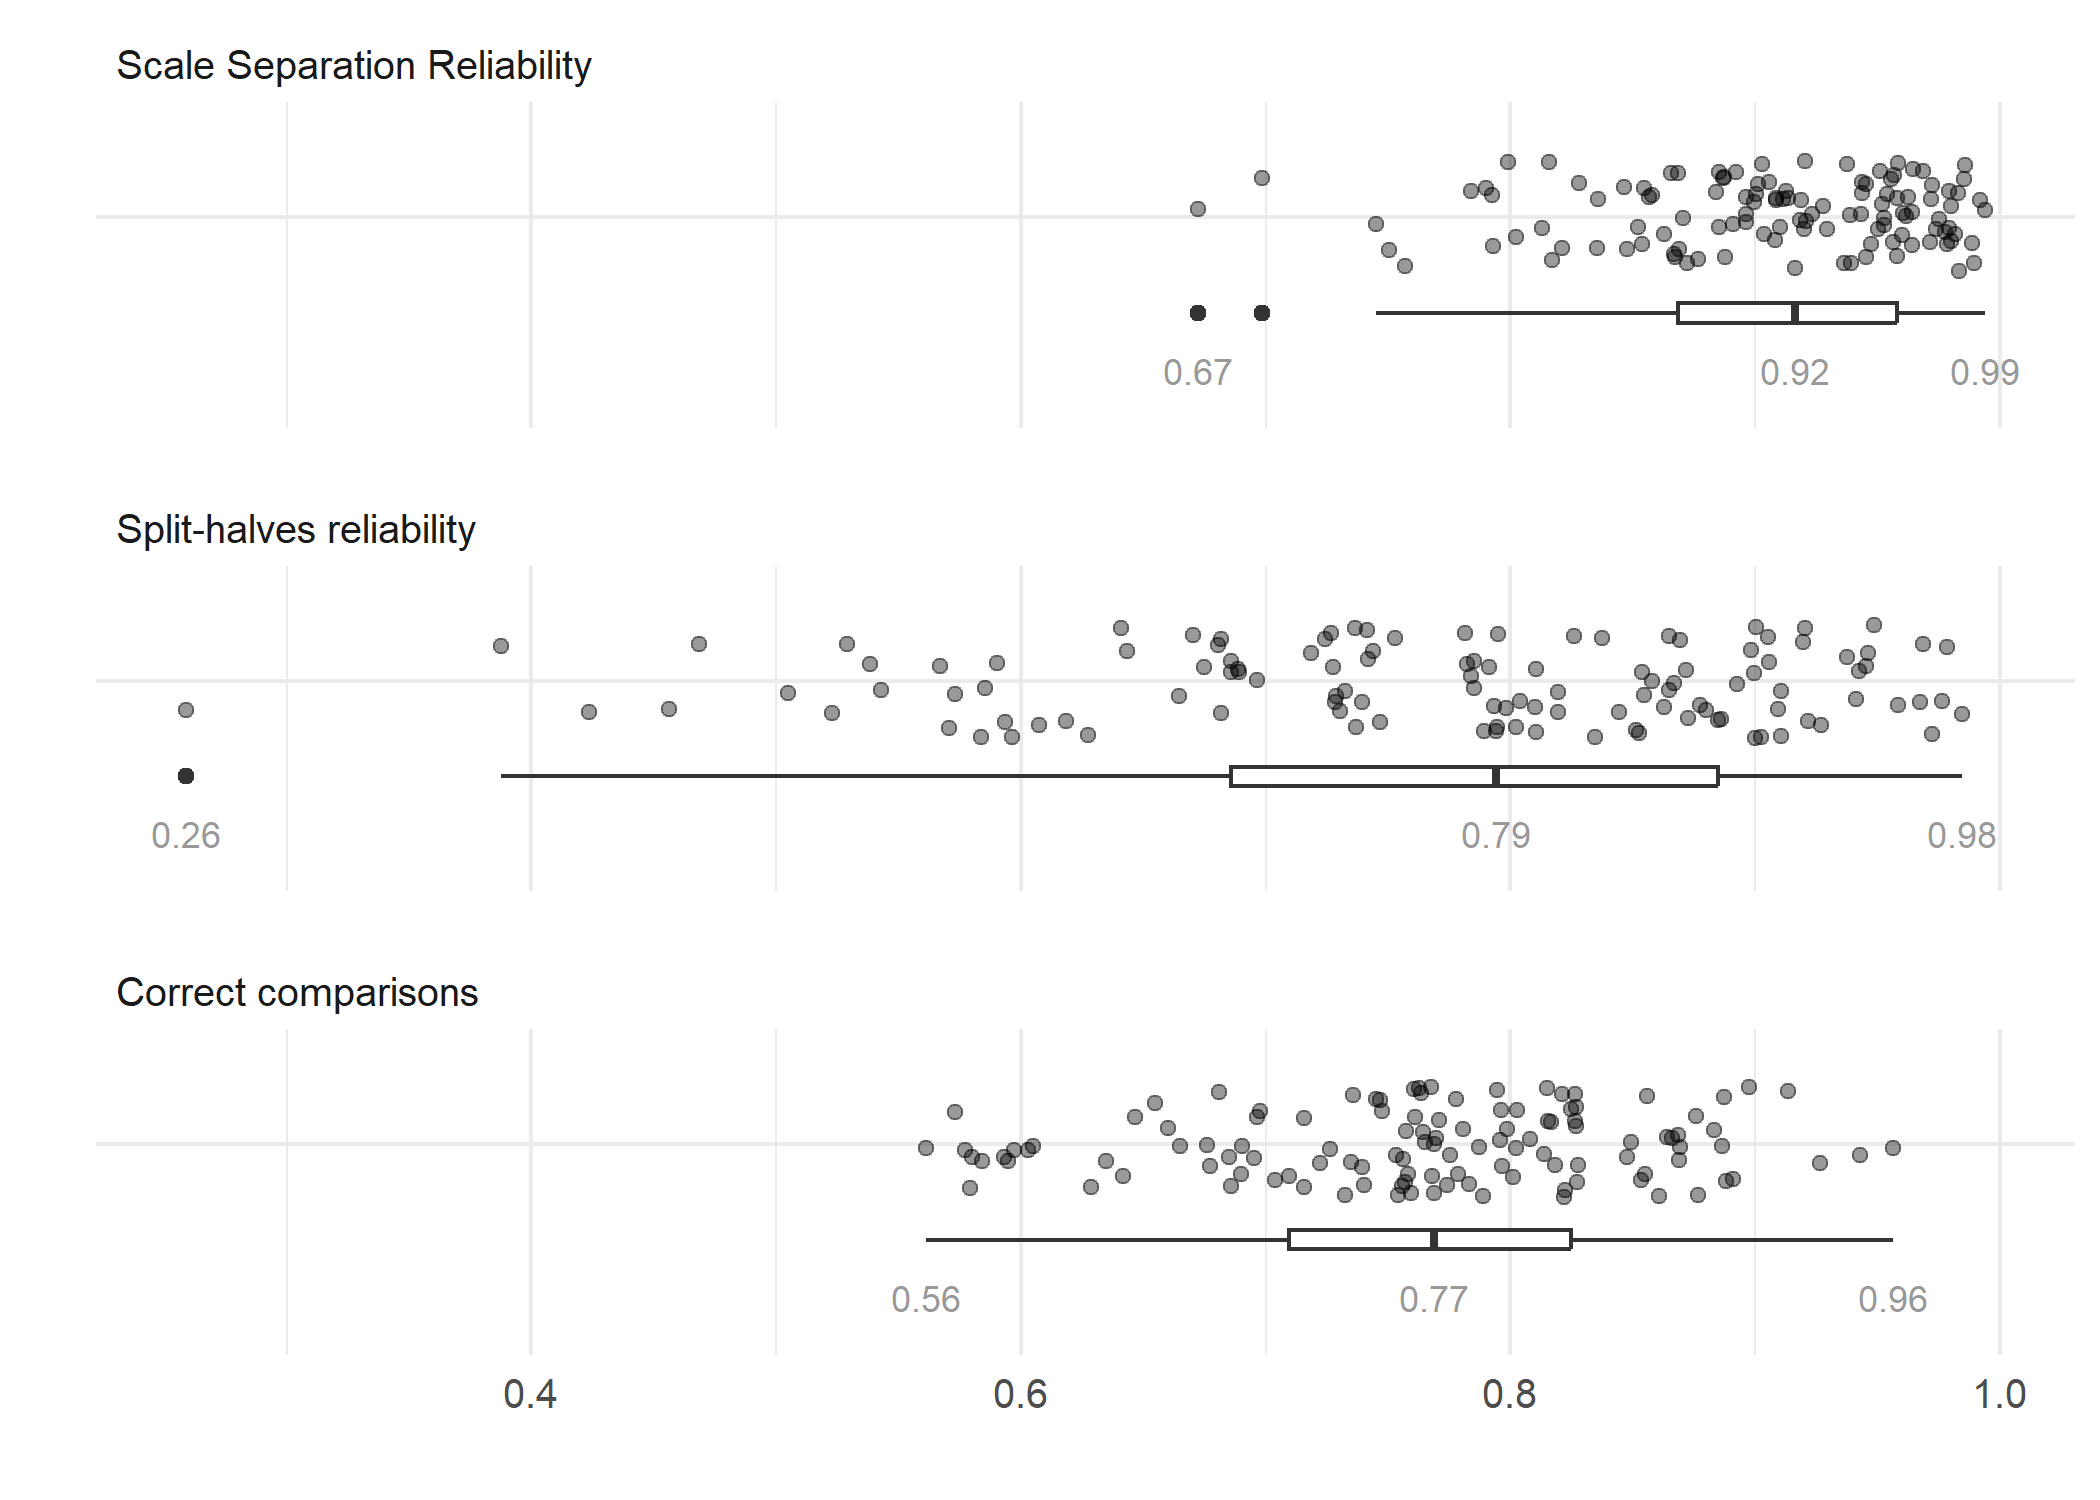 Scale Separation Reliability
0.67 0.92 0.99
Split-halves reliability
0.26 0.79 0.98
Correct comparisons
0.56 0.77 0.96
0.4 0.6 0.8 1.0